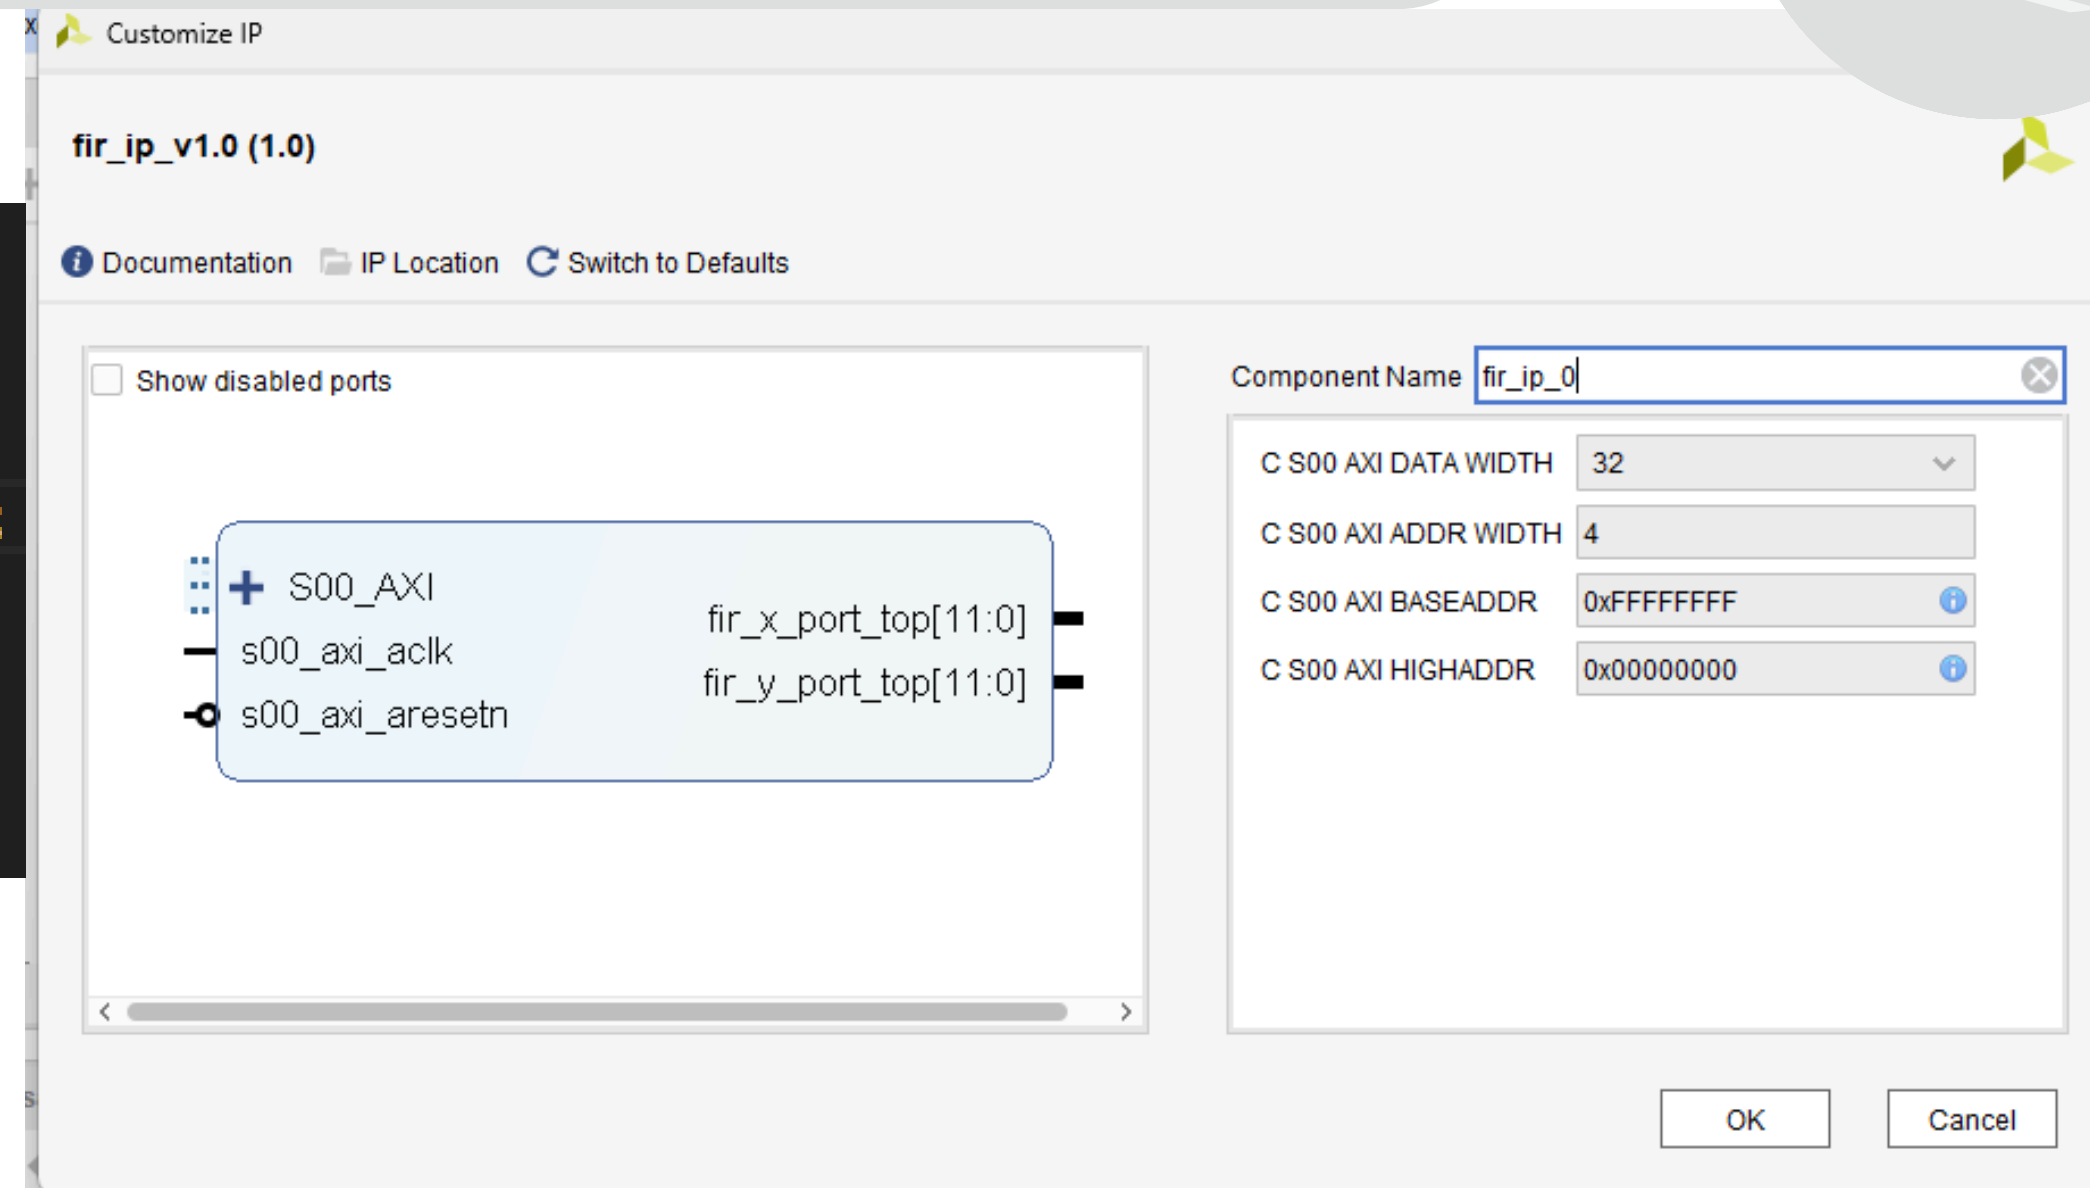 Customize IP
fir_ip_v1.0 (1.0)
Documentation IP Location Switch to Defaults
Show disabled ports
S00_AXI
s00_axi_aclk
s00_axi_aresetn
fir_x_port_top[11:0]
fir_y_port_top[11:0]
Component Name fir_ip_0
C S00 AXI DATA WIDTH 32
C S00 AXI ADDR WIDTH 4
C S00 AXI BASEADDR 0xFFFFFFFF
C S00 AXI HIGHADDR 0x00000000
OK Cancel